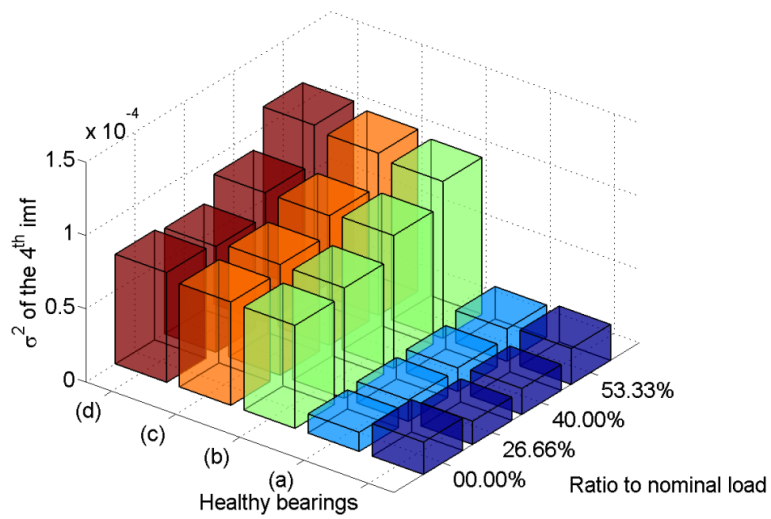 x 10⁻⁴
1.5
1
0.5
0
σ² of the 4ᵗʰ imf
(d)
(c)
(b)
(a)
Healthy bearings
53.33%
40.00%
26.66%
00.00%
Ratio to nominal load